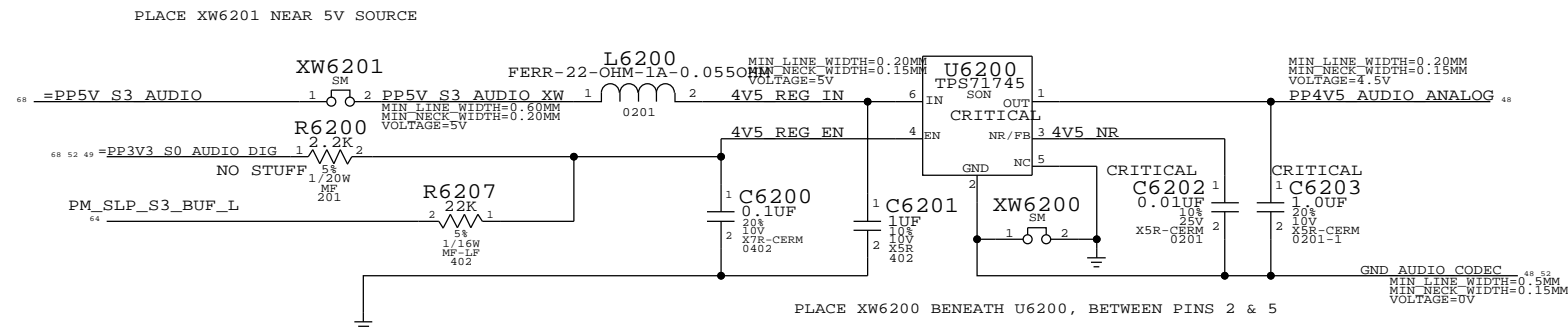 PLACE XW6201 NEAR 5V SOURCE
68 =PP5V_S3_AUDIO
XW6201
SM
1 2
PP5V_S3_AUDIO_XW
MIN_LINE_WIDTH=0.60MM
MIN_NECK_WIDTH=0.20MM
VOLTAGE=5V
L6200
FERR-22-OHM-1A-0.055OHM
1 2
0201
MIN_LINE_WIDTH=0.20MM
MIN_NECK_WIDTH=0.15MM
VOLTAGE=5V
4V5_REG_IN
U6200
TPS71745
SON
CRITICAL
6 IN
4 EN
OUT 1
NR/FB 3
NC 5
GND
2
MIN_LINE_WIDTH=0.20MM
MIN_NECK_WIDTH=0.15MM
VOLTAGE=4.5V
PP4V5_AUDIO_ANALOG 48
68 52 49 =PP3V3_S0_AUDIO_DIG
R6200
2.2K
1 2
NO STUFF
5%
1/20W
MF
201
4V5_REG_EN
4V5_NR
PM_SLP_S3_BUF_L
64
R6207
22K
2 1
5%
1/16W
MF-LF
402
1
C6200
0.1UF
20%
10V
2 X7R-CERM
0402
1
C6201
1UF
10%
10V
2 X5R
402
XW6200
SM
1 2
CRITICAL
C6202 1
0.01UF
10%
25V
X5R-CERM 2
0201
CRITICAL
1 C6203
1.0UF
20%
10V
2 X5R-CERM
0201-1
GND_AUDIO_CODEC 48 52
MIN_LINE_WIDTH=0.5MM
MIN_NECK_WIDTH=0.15MM
VOLTAGE=0V
PLACE XW6200 BENEATH U6200, BETWEEN PINS 2 & 5